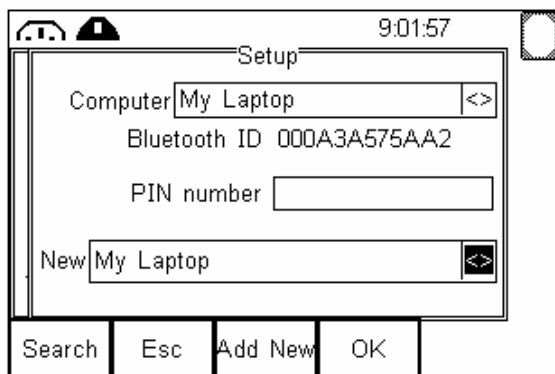 9:01:57
Setup
Computer My Laptop <>
Bluetooth ID 000A3A575AA2
PIN number
New My Laptop <>
Search Esc Add New OK